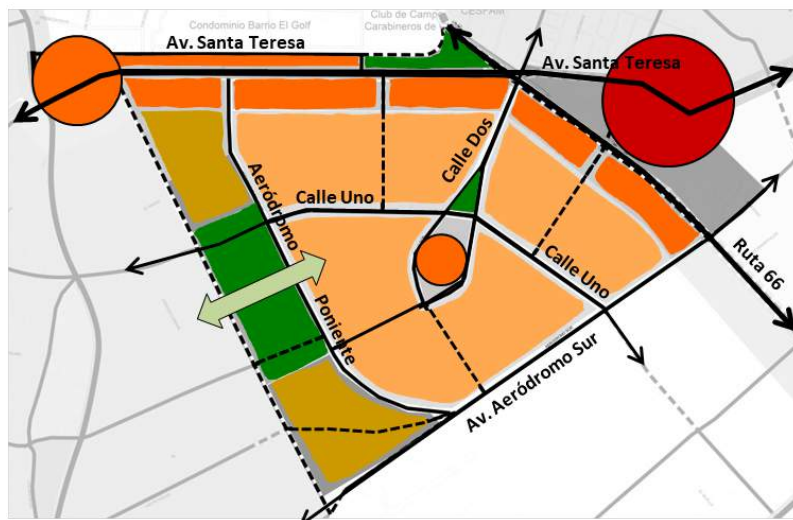 Condominio Barrio El Golf
Club de Campo
Carabineros de
CESFAM
Av. Santa Teresa
Av. Santa Teresa
Calle Dos
Aeródromo
Poniente
Calle Uno
Calle Uno
Ruta 66
Av. Aeródromo Sur